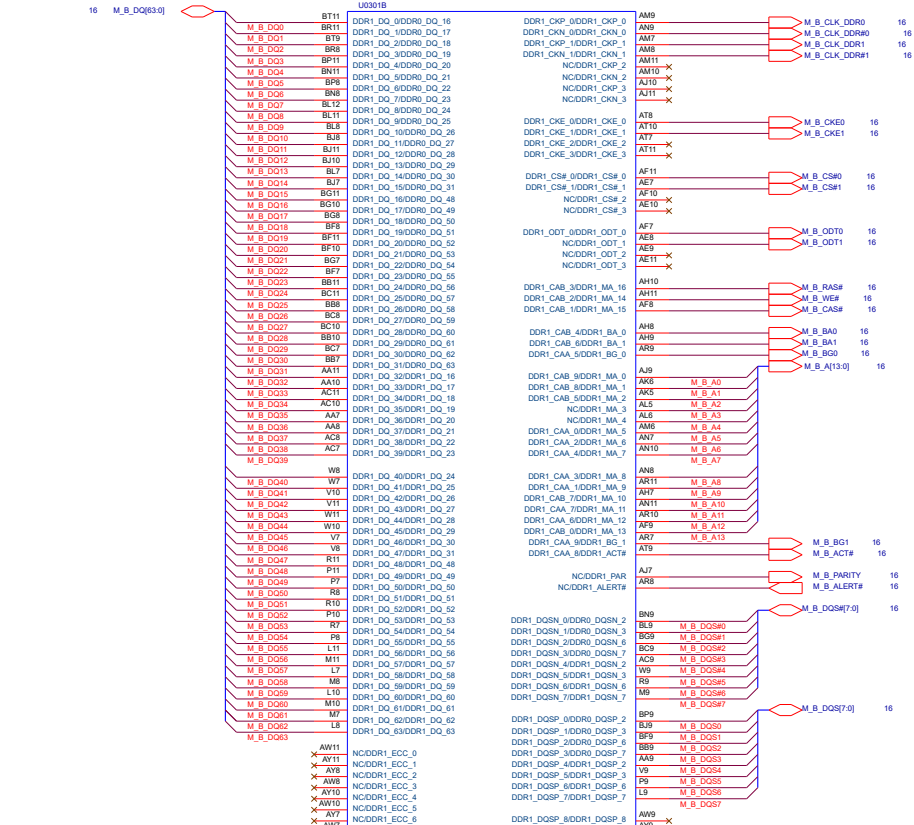 16 M_B_DQ[63:0]
U0301B
M_B_DQ0 BT11 DDR1_DQ_0/DDR0_DQ_16
M_B_DQ1 BR11 DDR1_DQ_1/DDR0_DQ_17
M_B_DQ2 BT9 DDR1_DQ_2/DDR0_DQ_18
M_B_DQ3 BR8 DDR1_DQ_3/DDR0_DQ_19
M_B_DQ4 BP11 DDR1_DQ_4/DDR0_DQ_20
M_B_DQ5 BN11 DDR1_DQ_5/DDR0_DQ_21
M_B_DQ6 BP8 DDR1_DQ_6/DDR0_DQ_22
M_B_DQ7 BN8 DDR1_DQ_7/DDR0_DQ_23
M_B_DQ8 BL12 DDR1_DQ_8/DDR0_DQ_24
M_B_DQ9 BL11 DDR1_DQ_9/DDR0_DQ_25
M_B_DQ10 BL8 DDR1_DQ_10/DDR0_DQ_26
M_B_DQ11 BJ8 DDR1_DQ_11/DDR0_DQ_27
M_B_DQ12 BJ11 DDR1_DQ_12/DDR0_DQ_28
M_B_DQ13 BJ10 DDR1_DQ_13/DDR0_DQ_29
M_B_DQ14 BL7 DDR1_DQ_14/DDR0_DQ_30
M_B_DQ15 BJ7 DDR1_DQ_15/DDR0_DQ_31
M_B_DQ16 BG11 DDR1_DQ_16/DDR0_DQ_48
M_B_DQ17 BG10 DDR1_DQ_17/DDR0_DQ_49
M_B_DQ18 BG8 DDR1_DQ_18/DDR0_DQ_50
M_B_DQ19 BF8 DDR1_DQ_19/DDR0_DQ_51
M_B_DQ20 BF11 DDR1_DQ_20/DDR0_DQ_52
M_B_DQ21 BF10 DDR1_DQ_21/DDR0_DQ_53
M_B_DQ22 BG7 DDR1_DQ_22/DDR0_DQ_54
M_B_DQ23 BF7 DDR1_DQ_23/DDR0_DQ_55
M_B_DQ24 BB11 DDR1_DQ_24/DDR0_DQ_56
M_B_DQ25 BC11 DDR1_DQ_25/DDR0_DQ_57
M_B_DQ26 BB8 DDR1_DQ_26/DDR0_DQ_58
M_B_DQ27 BC8 DDR1_DQ_27/DDR0_DQ_59
M_B_DQ28 BC10 DDR1_DQ_28/DDR0_DQ_60
M_B_DQ29 BB10 DDR1_DQ_29/DDR0_DQ_61
M_B_DQ30 BC7 DDR1_DQ_30/DDR0_DQ_62
M_B_DQ31 BB7 DDR1_DQ_31/DDR0_DQ_63
M_B_DQ32 AA11 DDR1_DQ_32/DDR1_DQ_16
M_B_DQ33 AA10 DDR1_DQ_33/DDR1_DQ_17
M_B_DQ34 AC11 DDR1_DQ_34/DDR1_DQ_18
M_B_DQ35 AC10 DDR1_DQ_35/DDR1_DQ_19
M_B_DQ36 AA7 DDR1_DQ_36/DDR1_DQ_20
M_B_DQ37 AA8 DDR1_DQ_37/DDR1_DQ_21
M_B_DQ38 AC8 DDR1_DQ_38/DDR1_DQ_22
M_B_DQ39 AC7 DDR1_DQ_39/DDR1_DQ_23
M_B_DQ40 W8 DDR1_DQ_40/DDR1_DQ_24
M_B_DQ41 W7 DDR1_DQ_41/DDR1_DQ_25
M_B_DQ42 V10 DDR1_DQ_42/DDR1_DQ_26
M_B_DQ43 V11 DDR1_DQ_43/DDR1_DQ_27
M_B_DQ44 W11 DDR1_DQ_44/DDR1_DQ_28
M_B_DQ45 W10 DDR1_DQ_45/DDR1_DQ_29
M_B_DQ46 V7 DDR1_DQ_46/DDR1_DQ_30
M_B_DQ47 V8 DDR1_DQ_47/DDR1_DQ_31
M_B_DQ48 R11 DDR1_DQ_48/DDR1_DQ_48
M_B_DQ49 P11 DDR1_DQ_49/DDR1_DQ_49
M_B_DQ50 P7 DDR1_DQ_50/DDR1_DQ_50
M_B_DQ51 R8 DDR1_DQ_51/DDR1_DQ_51
M_B_DQ52 R10 DDR1_DQ_52/DDR1_DQ_52
M_B_DQ53 P10 DDR1_DQ_53/DDR1_DQ_53
M_B_DQ54 R7 DDR1_DQ_54/DDR1_DQ_54
M_B_DQ55 P8 DDR1_DQ_55/DDR1_DQ_55
M_B_DQ56 L11 DDR1_DQ_56/DDR1_DQ_56
M_B_DQ57 M11 DDR1_DQ_57/DDR1_DQ_57
M_B_DQ58 L7 DDR1_DQ_58/DDR1_DQ_58
M_B_DQ59 M8 DDR1_DQ_59/DDR1_DQ_59
M_B_DQ60 L10 DDR1_DQ_60/DDR1_DQ_60
M_B_DQ61 M10 DDR1_DQ_61/DDR1_DQ_61
M_B_DQ62 M7 DDR1_DQ_62/DDR1_DQ_62
M_B_DQ63 L8 DDR1_DQ_63/DDR1_DQ_63
AW11 NC/DDR1_ECC_0
AY11 NC/DDR1_ECC_1
AY8 NC/DDR1_ECC_2
AW8 NC/DDR1_ECC_3
AY10 NC/DDR1_ECC_4
AW10 NC/DDR1_ECC_5
AY7 NC/DDR1_ECC_6
AW7
DDR1_CKP_0/DDR1_CKP_0 AM9 M_B_CLK_DDR0 16
DDR1_CKN_0/DDR1_CKN_0 AN9 M_B_CLK_DDR#0 16
DDR1_CKP_1/DDR1_CKP_1 AM7 M_B_CLK_DDR1 16
DDR1_CKN_1/DDR1_CKN_1 AM8 M_B_CLK_DDR#1 16
NC/DDR1_CKP_2 AM11
NC/DDR1_CKN_2 AM10
NC/DDR1_CKP_3 AJ10
NC/DDR1_CKN_3 AJ11
DDR1_CKE_0/DDR1_CKE_0 AT8 M_B_CKE0 16
DDR1_CKE_1/DDR1_CKE_1 AT10 M_B_CKE1 16
DDR1_CKE_2/DDR1_CKE_2 AT7
DDR1_CKE_3/DDR1_CKE_3 AT11
DDR1_CS#_0/DDR1_CS#_0 AF11 M_B_CS#0 16
DDR1_CS#_1/DDR1_CS#_1 AE7 M_B_CS#1 16
NC/DDR1_CS#_2 AF10
NC/DDR1_CS#_3 AE10
DDR1_ODT_0/DDR1_ODT_0 AF7 M_B_ODT0 16
NC/DDR1_ODT_1 AE8 M_B_ODT1 16
NC/DDR1_ODT_2 AE9
NC/DDR1_ODT_3 AE11
DDR1_CAB_3/DDR1_MA_16 AH10 M_B_RAS# 16
DDR1_CAB_2/DDR1_MA_14 AH11 M_B_WE# 16
DDR1_CAB_1/DDR1_MA_15 AF8 M_B_CAS# 16
DDR1_CAB_4/DDR1_BA_0 AH8 M_B_BA0 16
DDR1_CAB_6/DDR1_BA_1 AH9 M_B_BA1 16
DDR1_CAA_5/DDR1_BG_0 AR9 M_B_BG0 16
M_B_A[13:0] 16
DDR1_CAB_9/DDR1_MA_0 AJ9 M_B_A0
DDR1_CAB_8/DDR1_MA_1 AK6 M_B_A1
DDR1_CAB_5/DDR1_MA_2 AK5 M_B_A2
NC/DDR1_MA_3 AL5 M_B_A3
NC/DDR1_MA_4 AL6 M_B_A4
DDR1_CAA_0/DDR1_MA_5 AM6 M_B_A5
DDR1_CAA_2/DDR1_MA_6 AN7 M_B_A6
DDR1_CAA_4/DDR1_MA_7 AN10 M_B_A7
DDR1_CAA_3/DDR1_MA_8 AN8 M_B_A8
DDR1_CAA_1/DDR1_MA_9 AR11 M_B_A9
DDR1_CAB_7/DDR1_MA_10 AH7 M_B_A10
DDR1_CAA_7/DDR1_MA_11 AN11 M_B_A11
DDR1_CAA_6/DDR1_MA_12 AR10 M_B_A12
DDR1_CAB_0/DDR1_MA_13 AF9 M_B_A13
DDR1_CAA_9/DDR1_BG_1 AR7 M_B_BG1 16
DDR1_CAA_8/DDR1_ACT# AT9 M_B_ACT# 16
NC/DDR1_PAR AJ7 M_B_PARITY 16
NC/DDR1_ALERT# AR8 M_B_ALERT# 16
M_B_DQS#[7:0] 16
DDR1_DQSN_0/DDR0_DQSN_2 BN9 M_B_DQS#0
DDR1_DQSN_1/DDR0_DQSN_3 BL9 M_B_DQS#1
DDR1_DQSN_2/DDR0_DQSN_6 BG9 M_B_DQS#2
DDR1_DQSN_3/DDR0_DQSN_7 BC9 M_B_DQS#3
DDR1_DQSN_4/DDR1_DQSN_2 AC9 M_B_DQS#4
DDR1_DQSN_5/DDR1_DQSN_3 W9 M_B_DQS#5
DDR1_DQSN_6/DDR1_DQSN_6 R9 M_B_DQS#6
DDR1_DQSN_7/DDR1_DQSN_7 M9 M_B_DQS#7
M_B_DQS[7:0] 16
DDR1_DQSP_0/DDR0_DQSP_2 BP9 M_B_DQS0
DDR1_DQSP_1/DDR0_DQSP_3 BJ9 M_B_DQS1
DDR1_DQSP_2/DDR0_DQSP_6 BF9 M_B_DQS2
DDR1_DQSP_3/DDR0_DQSP_7 BB9 M_B_DQS3
DDR1_DQSP_4/DDR1_DQSP_2 AA9 M_B_DQS4
DDR1_DQSP_5/DDR1_DQSP_3 V9 M_B_DQS5
DDR1_DQSP_6/DDR1_DQSP_6 P9 M_B_DQS6
DDR1_DQSP_7/DDR1_DQSP_7 L9 M_B_DQS7
DDR1_DQSP_8/DDR1_DQSP_8 AW9
AY9